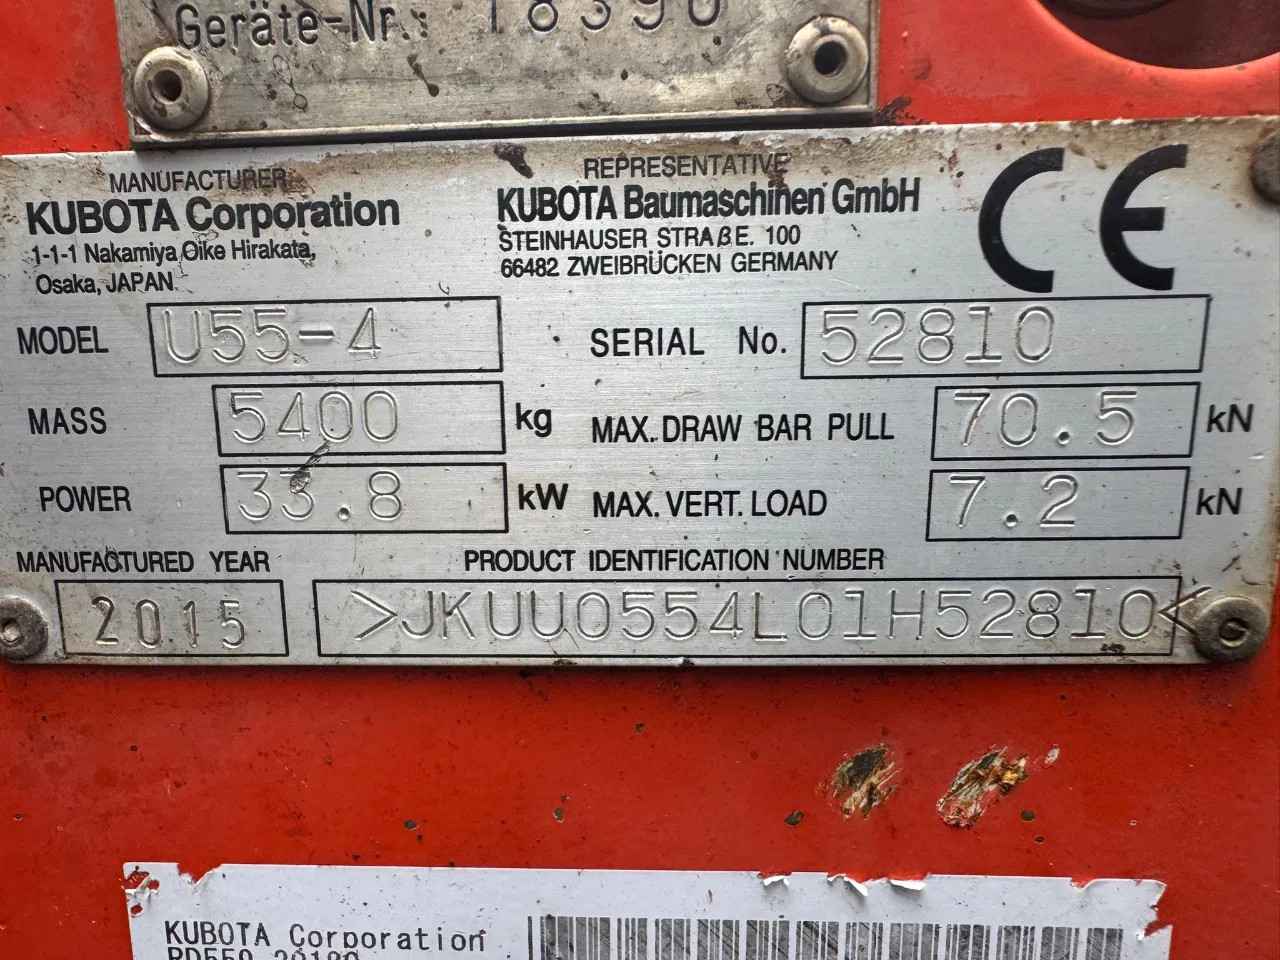 Geräte-Nr.: 18390
MANUFACTURER
KUBOTA Corporation
1-1-1 Nakamiya Oike Hirakata,
Osaka, JAPAN
REPRESENTATIVE
KUBOTA Baumaschinen GmbH
STEINHAUSER STRAßE. 100
66482 ZWEIBRÜCKEN GERMANY
CE
MODEL U55-4
SERIAL No. 52810
MASS 5400 kg
MAX. DRAW BAR PULL 70.5 kN
POWER 33.8 kW
MAX. VERT. LOAD 7.2 kN
MANUFACTURED YEAR
2015
PRODUCT IDENTIFICATION NUMBER
>JKUU0554L01H52810<
KUBOTA Corporation